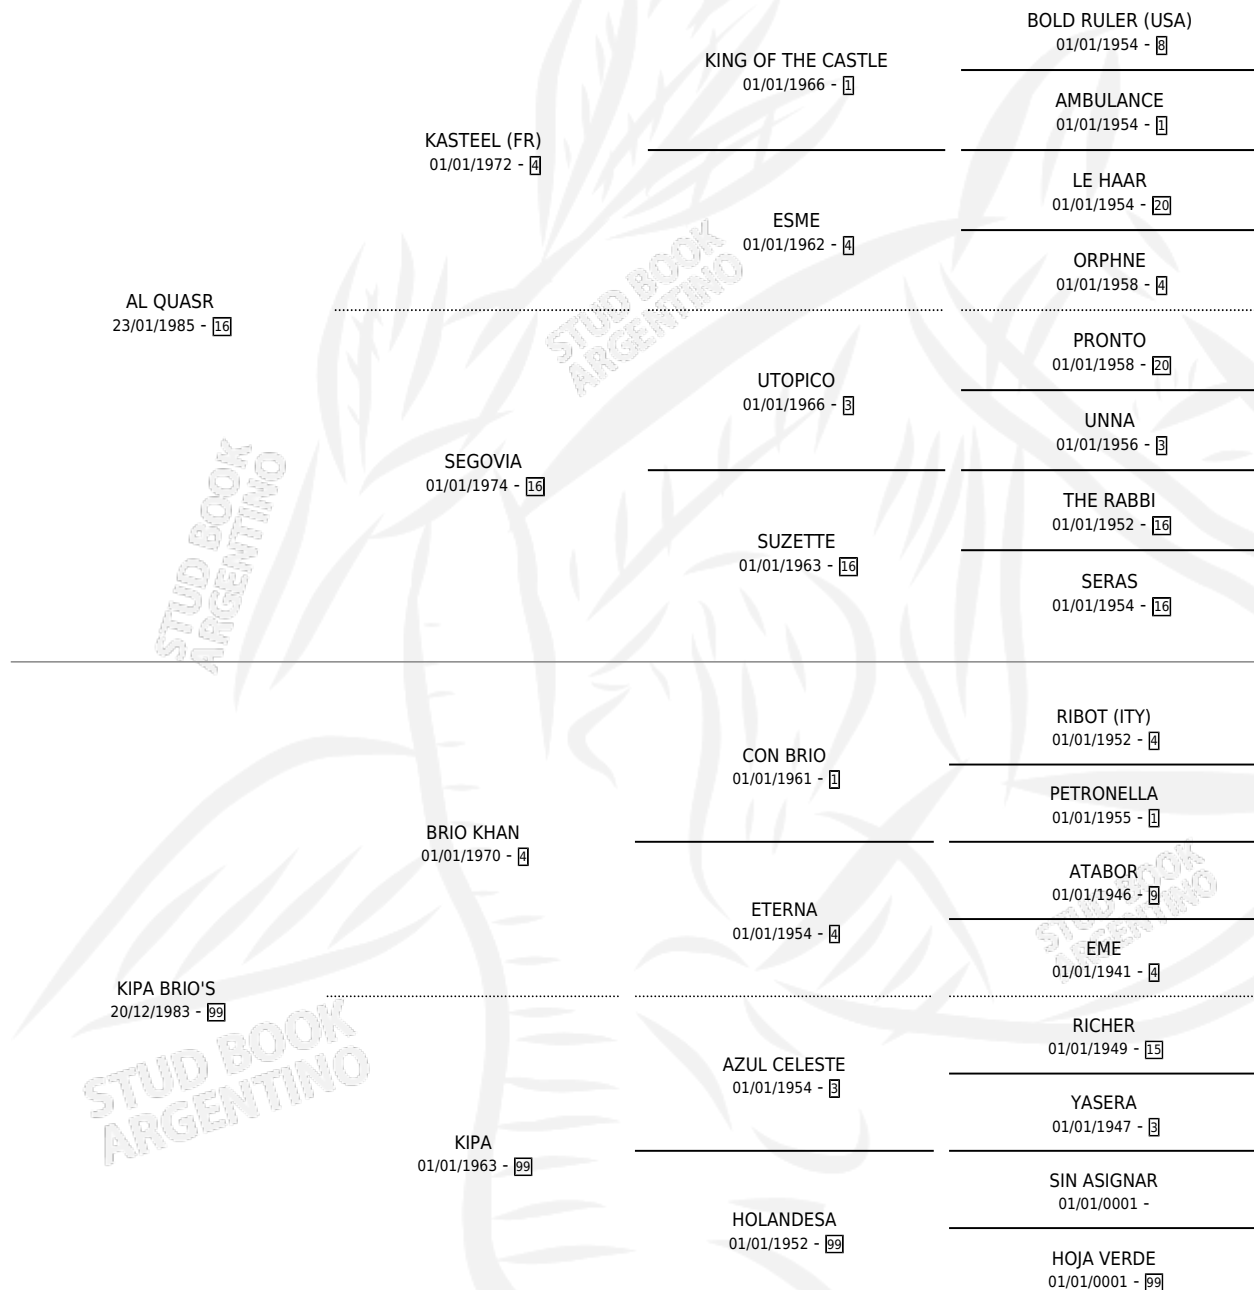 BOLD RULER (USA)
01/01/1954 - 8
KING OF THE CASTLE
01/01/1966 - 1
AMBULANCE
01/01/1954 - 1
KASTEEL (FR)
01/01/1972 - 4
LE HAAR
01/01/1954 - 20
ESME
01/01/1962 - 4
ORPHNE
01/01/1958 - 4
AL QUASR
23/01/1985 - 16
PRONTO
01/01/1958 - 20
UTOPICO
01/01/1966 - 3
UNNA
01/01/1956 - 3
SEGOVIA
01/01/1974 - 16
THE RABBI
01/01/1952 - 16
SUZETTE
01/01/1963 - 16
SERAS
01/01/1954 - 16
STUD BOOK
ARGENTINO
STUD BOOK
ARGENTINO
RIBOT (ITY)
01/01/1952 - 4
CON BRIO
01/01/1961 - 1
PETRONELLA
01/01/1955 - 1
BRIO KHAN
01/01/1970 - 4
ATABOR
01/01/1946 - 9
ETERNA
01/01/1954 - 4
EME
01/01/1941 - 4
KIPA BRIO'S
20/12/1983 - 99
RICHER
01/01/1949 - 15
AZUL CELESTE
01/01/1954 - 3
YASERA
01/01/1947 - 3
KIPA
01/01/1963 - 99
SIN ASIGNAR
01/01/0001 -
HOLANDESA
01/01/1952 - 99
HOJA VERDE
01/01/0001 - 99
STUD BOOK
ARGENTINO
STUD BOOK
ARGENTINO